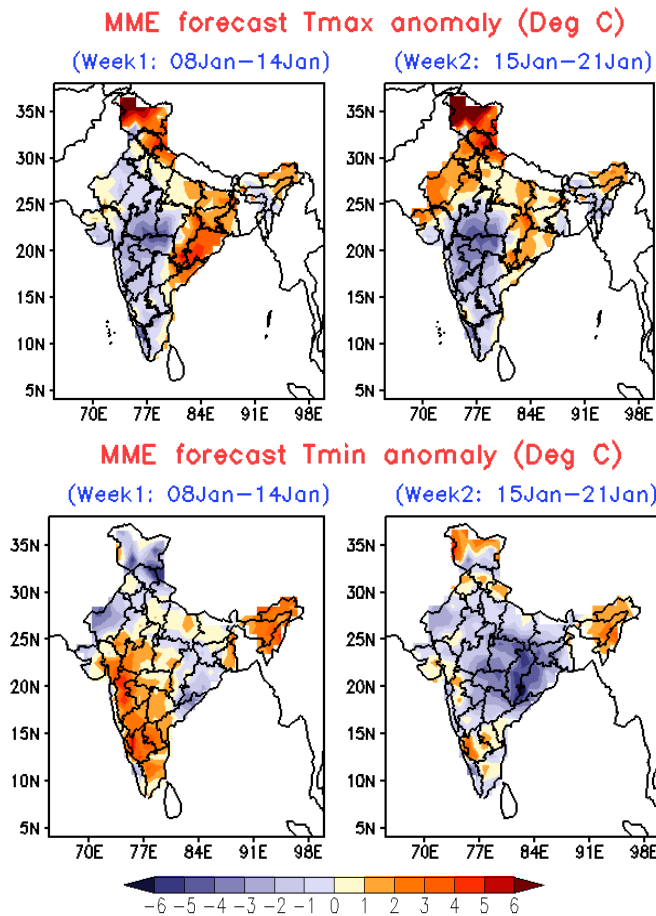 MME forecast Tmax anomaly (Deg C)
(Week1: 08Jan–14Jan) (Week2: 15Jan–21Jan)
35N 35N
30N 30N
25N 25N
20N 20N
15N 15N
10N 10N
5N 5N
70E 77E 84E 91E 98E 70E 77E 84E 91E 98E
MME forecast Tmin anomaly (Deg C)
(Week1: 08Jan–14Jan) (Week2: 15Jan–21Jan)
35N 35N
30N 30N
25N 25N
20N 20N
15N 15N
10N 10N
5N 5N
70E 77E 84E 91E 98E 70E 77E 84E 91E 98E
-6 -5 -4 -3 -2 -1 0 1 2 3 4 5 6